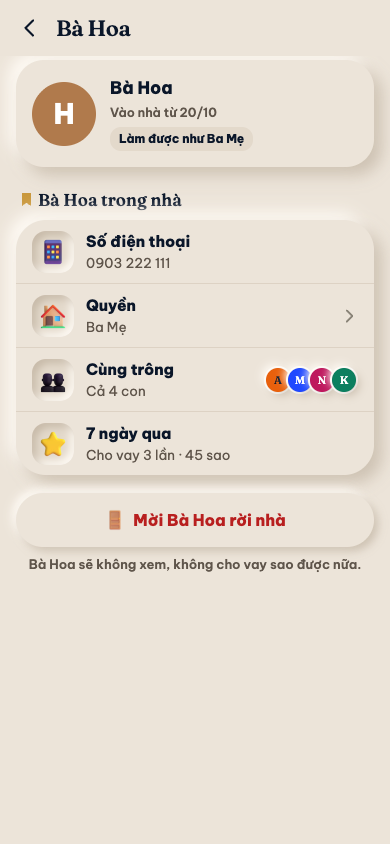 Bà Hoa
H
Bà Hoa
Vào nhà từ 20/10
Làm được như Ba Mẹ
Bà Hoa trong nhà
Số điện thoại
0903 222 111
Quyền
Ba Mẹ
Cùng trông
Cả 4 con
A M N K
7 ngày qua
Cho vay 3 lần · 45 sao
Mời Bà Hoa rời nhà
Bà Hoa sẽ không xem, không cho vay sao được nữa.